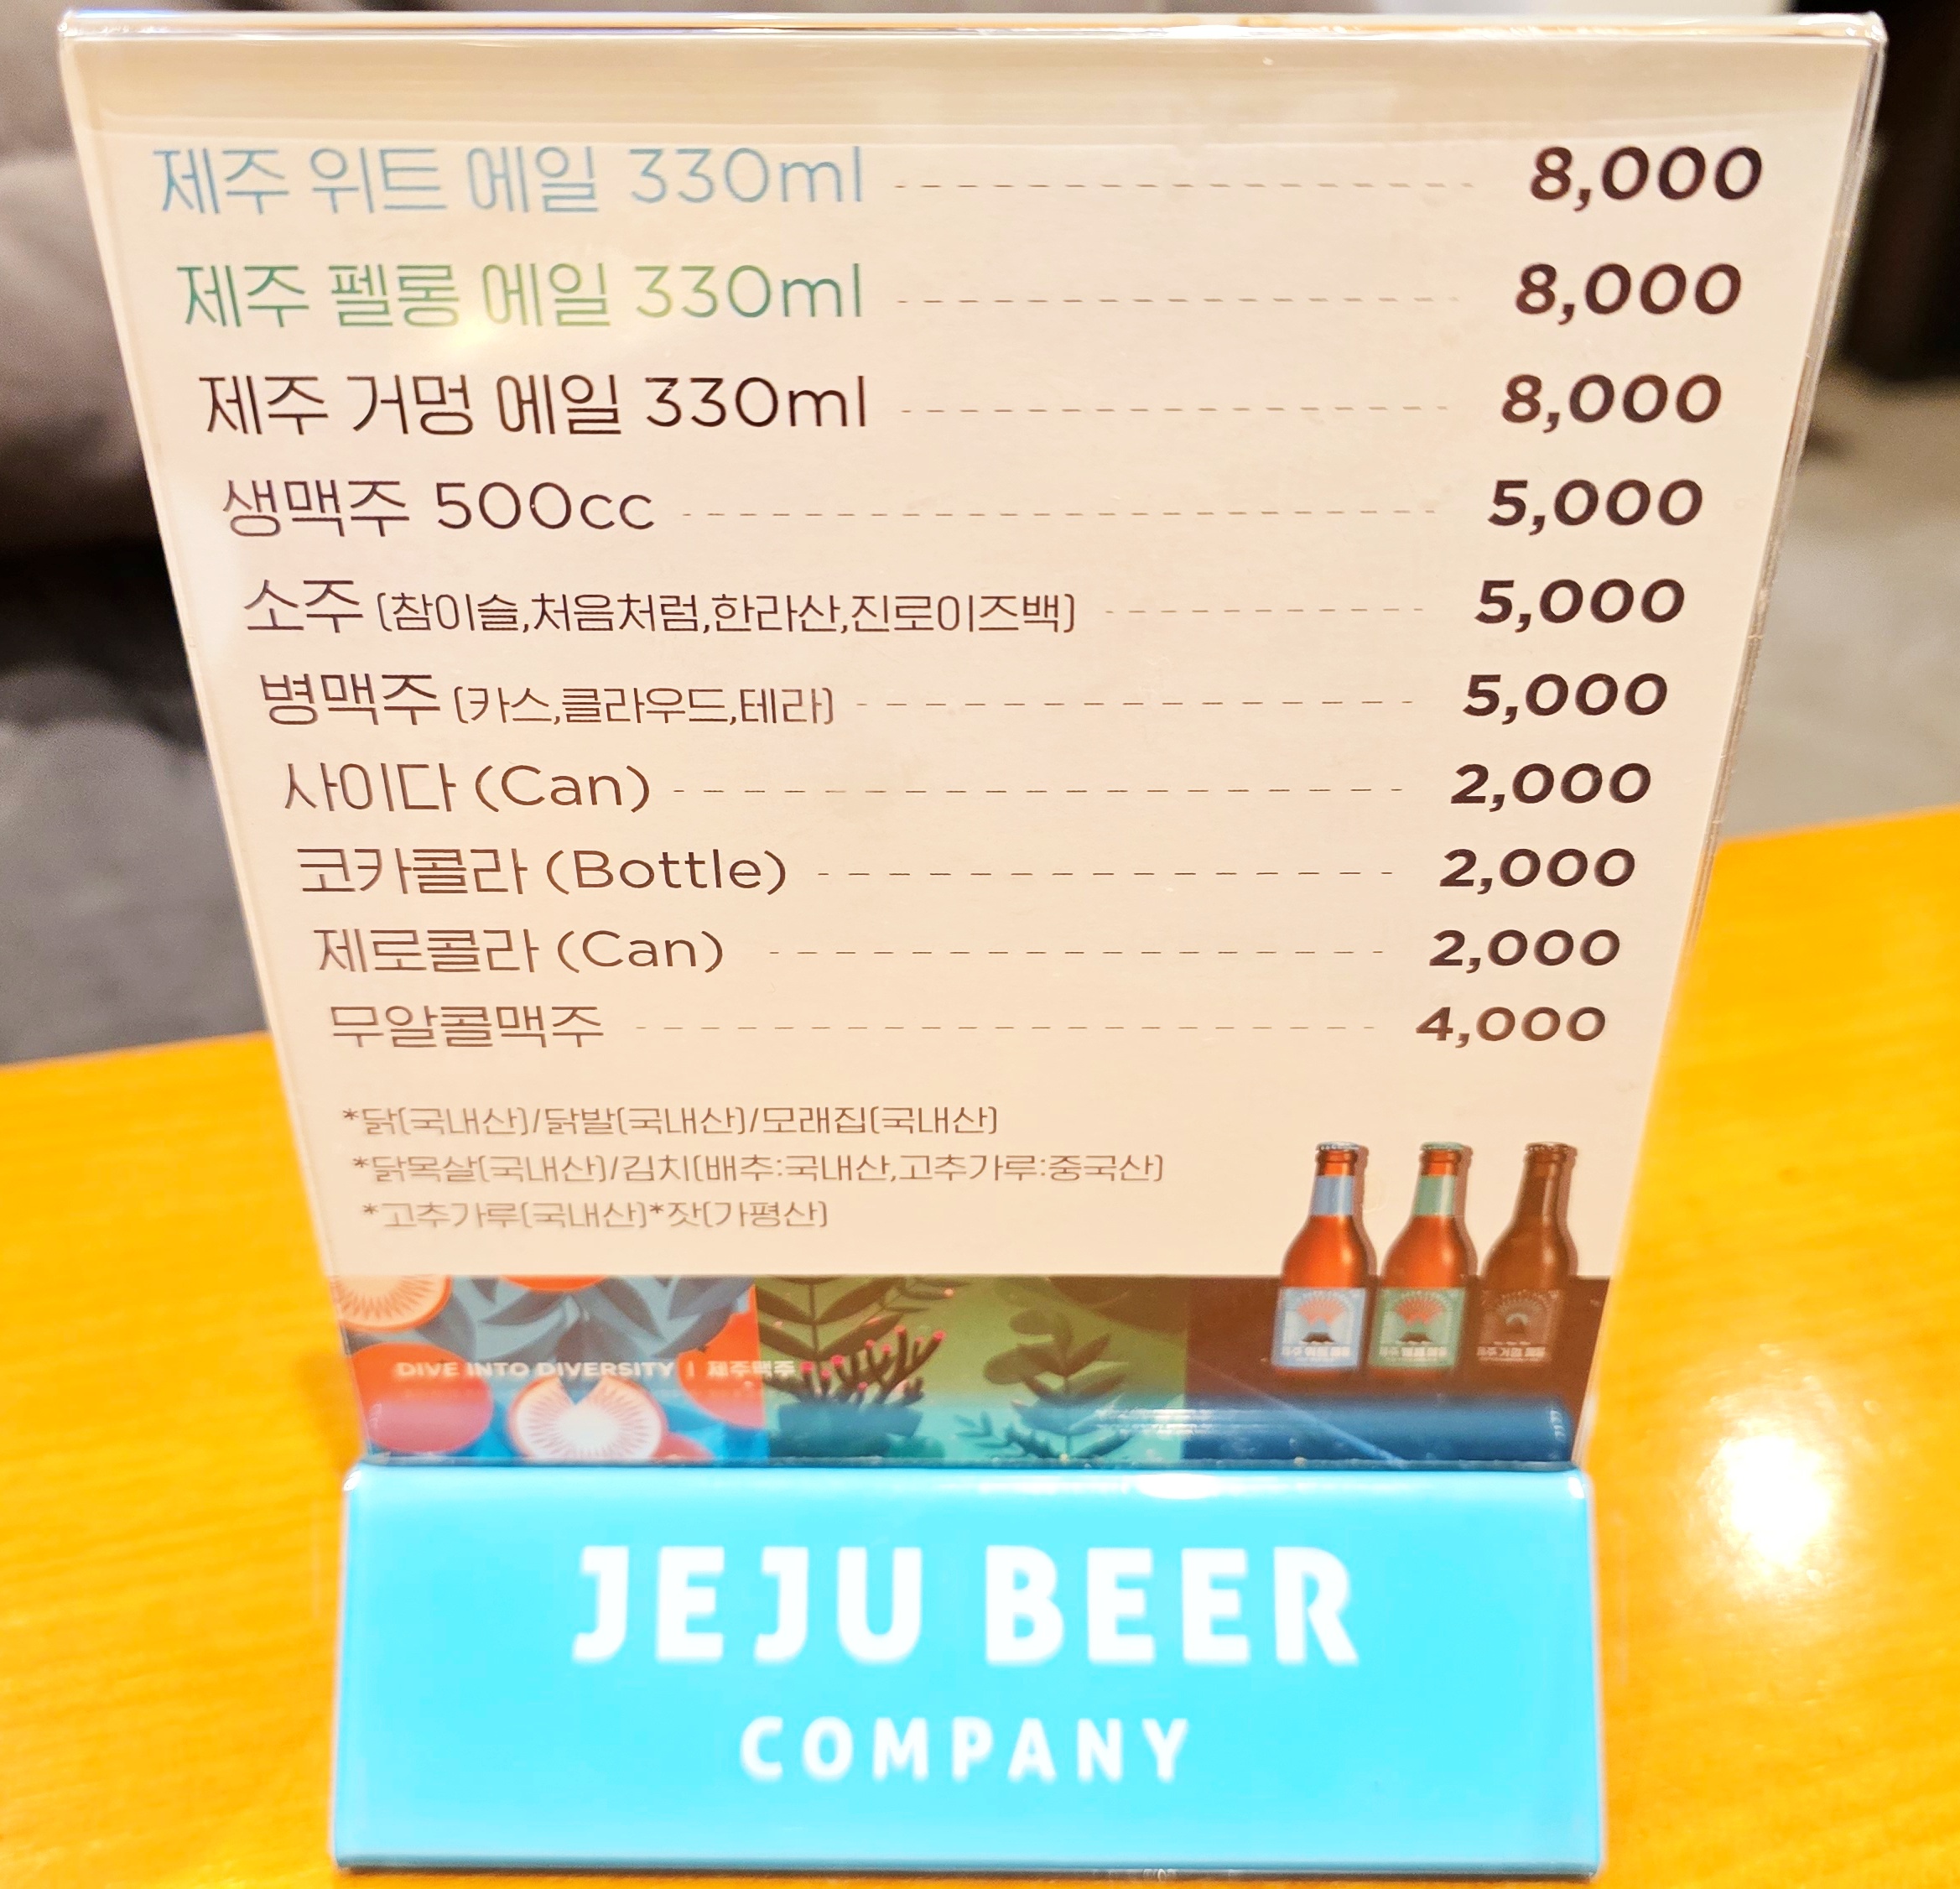 제주 위트 에일 330ml 8,000
제주 펠롱 에일 330ml 8,000
제주 거멍 에일 330ml 8,000
생맥주 500cc 5,000
소주 (참이슬,처음처럼,한라산,진로이즈백) 5,000
병맥주 (카스,클라우드,테라) 5,000
사이다 (Can) 2,000
코카콜라 (Bottle) 2,000
제로콜라 (Can) 2,000
무알콜맥주 4,000
*닭(국내산)/닭발(국내산)/모래집(국내산)
*닭목살(국내산)/김치(배추:국내산,고추가루:중국산)
*고추가루(국내산)*잣(가평산)
DIVE INTO DIVERSITY | 제주맥주
JEJU BEER
COMPANY